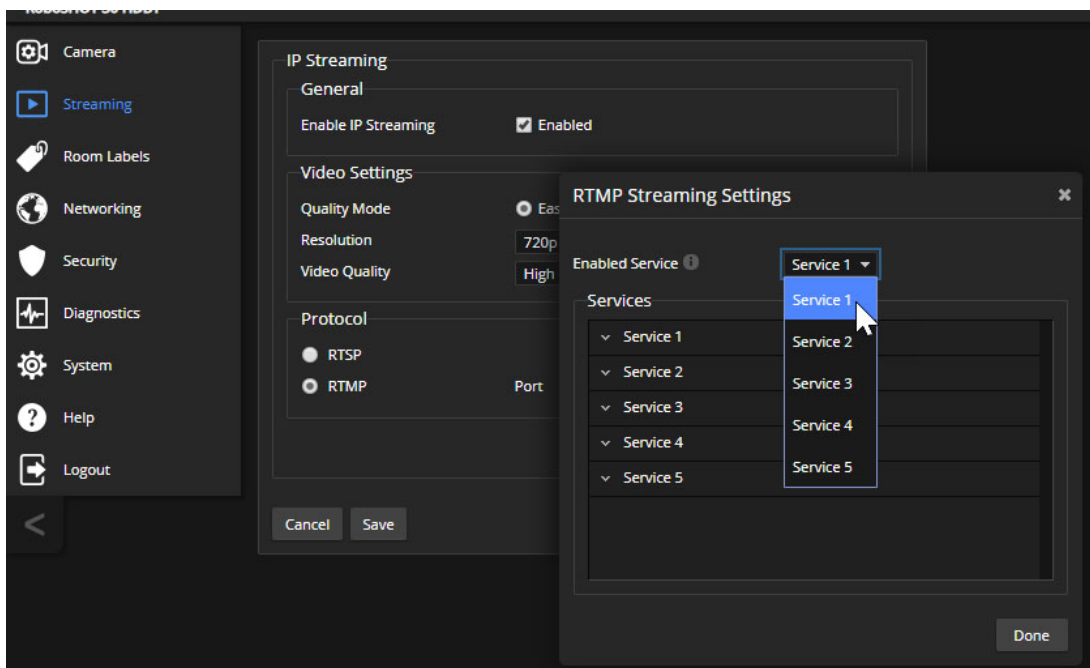 Camera
Streaming
Room Labels
Networking
Security
Diagnostics
System
Help
Logout
IP Streaming
General
Enable IP Streaming
Enabled
Video Settings
Quality Mode
Resolution
720p
Video Quality
High
Protocol
RTSP
RTMP
Port
Cancel
Save
RTMP Streaming Settings
Enabled Service
Service 1
Services
Service 1
Service 2
Service 3
Service 4
Service 5
Service 1
Service 2
Service 3
Service 4
Service 5
Done